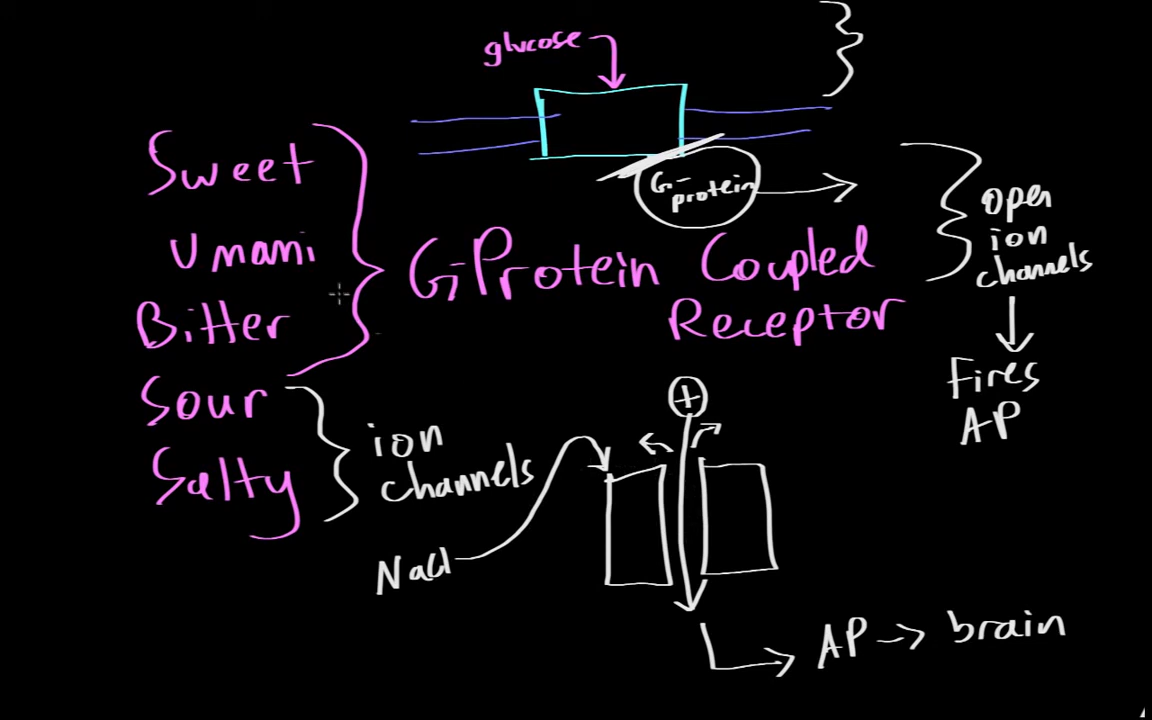 glucose
Sweet
G-
protein
open
ion
channels
Umami
G Protein Coupled
Receptor
Bitter
Fires
AP
Sour
+
ion
channels
Salty
NaCl
AP → brain